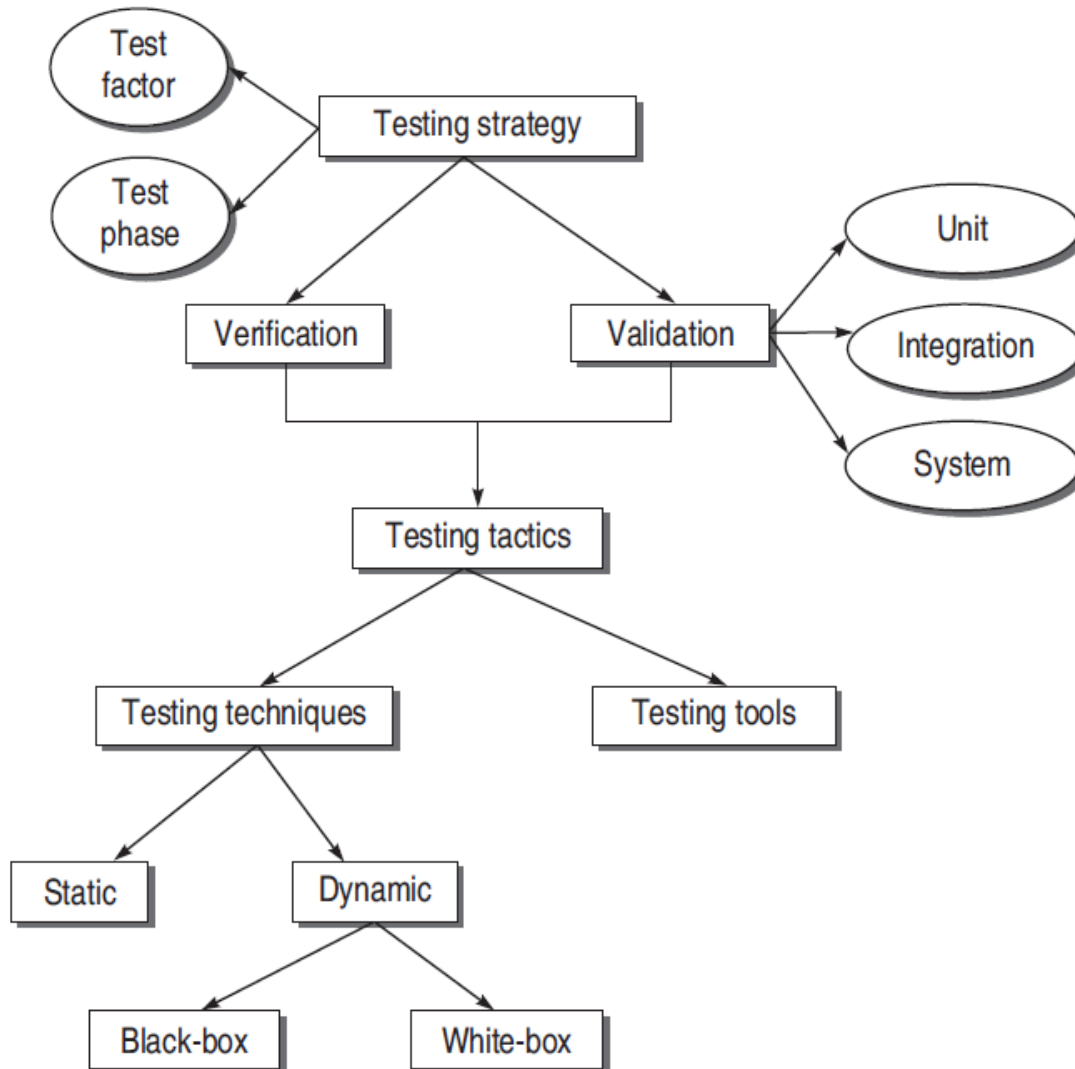 Test
factor
Testing strategy
Test
phase
Unit
Verification
Validation
Integration
System
Testing tactics
Testing techniques
Testing tools
Static
Dynamic
Black-box
White-box